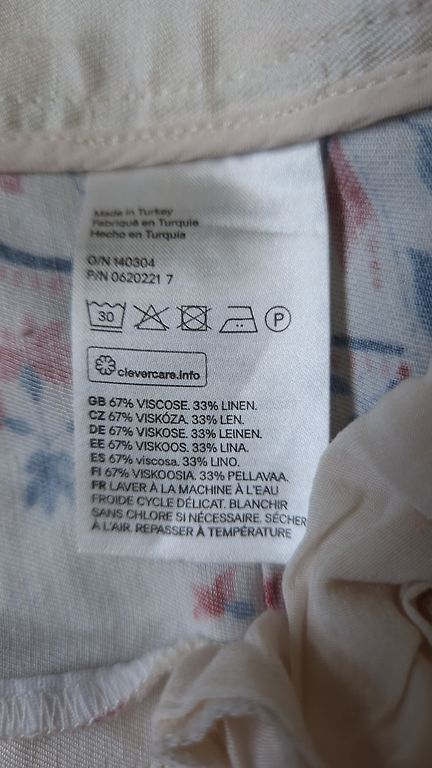 Made in Turkey
Fabriqué en Turquie
Hecho en Turquia
O/N 140304
P/N 0620221 7
30 P
clevercare.info
GB 67% VISCOSE. 33% LINEN.
CZ 67% VISKÓZA. 33% LEN.
DE 67% VISKOSE. 33% LEINEN.
EE 67% VISKOOS. 33% LINA.
ES 67% viscosa. 33% LINO.
FI 67% VISKOOSIA. 33% PELLAVAA.
FR LAVER À LA MACHINE À L'EAU
FROIDE CYCLE DÉLICAT. BLANCHIR
SANS CHLORE SI NÉCESSAIRE. SÉCHER
À L'AIR. REPASSER À TEMPÉRATURE